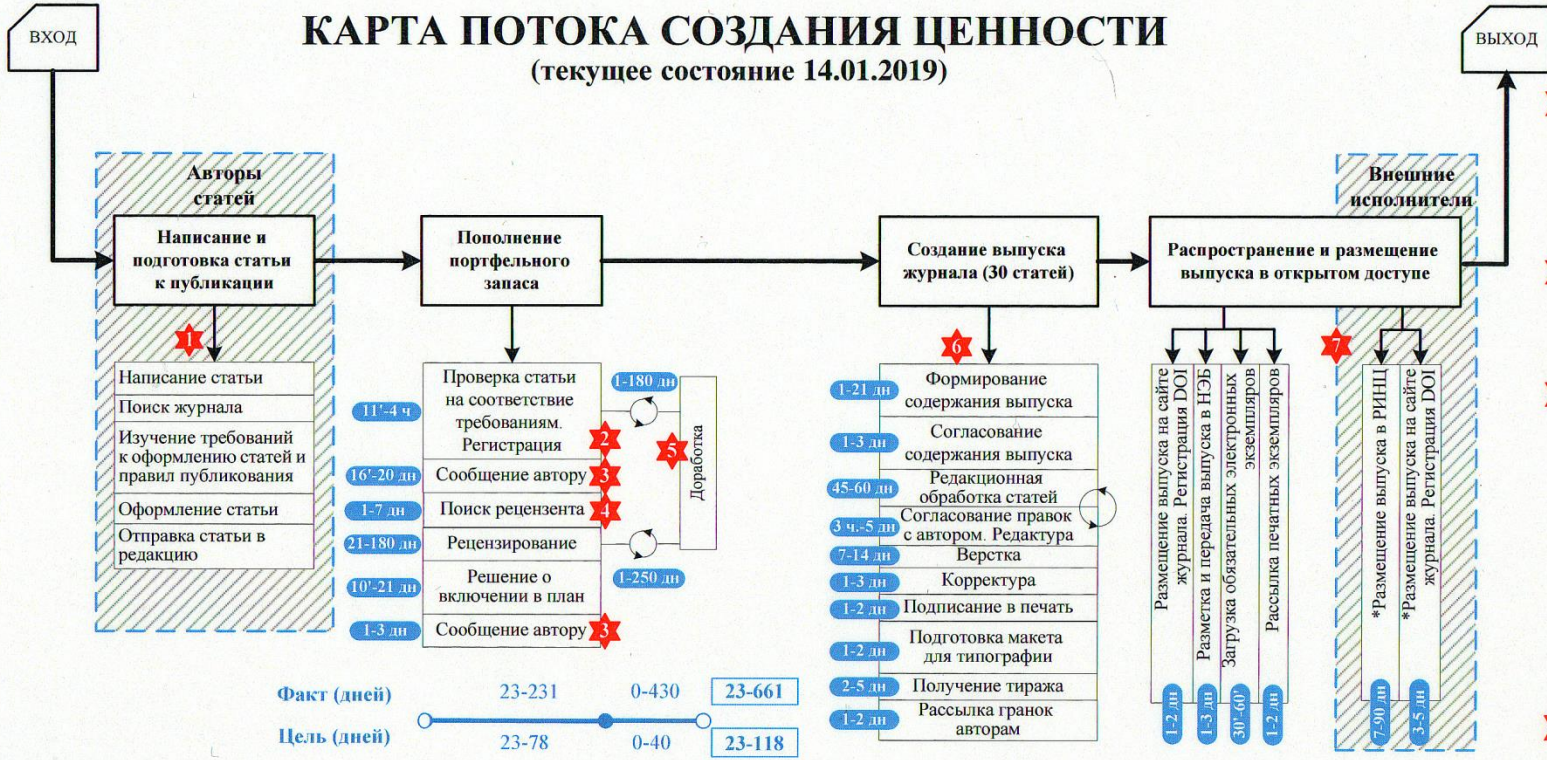 ВХОД
КАРТА ПОТОКА СОЗДАНИЯ ЦЕННОСТИ
(текущее состояние 14.01.2019)
ВЫХОД
Авторы
статей
Написание и
подготовка статьи
к публикации
1
Написание статьи
Поиск журнала
Изучение требований
к оформлению статей и
правил публикования
Оформление статьи
Отправка статьи в
редакцию
Пополнение
портфельного
запаса
11'-4 ч
Проверка статьи
на соответствие
требованиям.
Регистрация
2
16'-20 дн
Сообщение автору
3
1-7 дн
Поиск рецензента
4
21-180 дн
Рецензирование
10'-21 дн
Решение о
включении в план
1-3 дн
Сообщение автору
3
1-180 дн
5
Доработка
1-250 дн
Создание выпуска
журнала (30 статей)
6
1-21 дн
Формирование
содержания выпуска
1-3 дн
Согласование
содержания выпуска
45-60 дн
Редакционная
обработка статей
3 ч.-5 дн
Согласование правок
с автором. Редактура
7-14 дн
Верстка
1-3 дн
Корректура
1-2 дн
Подписание в печать
1-2 дн
Подготовка макета
для типографии
2-5 дн
Получение тиража
1-2 дн
Рассылка гранок
авторам
Распространение и размещение
выпуска в открытом доступе
Размещение выпуска на сайте
журнала. Регистрация DOI
1-2 дн
Разметка и передача выпуска в НЭБ
1-3 дн
Загрузка обязательных электронных
экземпляров
30'-60'
Рассылка печатных экземпляров
1-2 дн
Внешние
исполнители
7
*Размещение выпуска в РИНЦ
7-90 дн
*Размещение выпуска на сайте
журнала. Регистрация DOI
3-5 дн
Факт (дней)
23-231
0-430
23-661
Цель (дней)
23-78
0-40
23-118